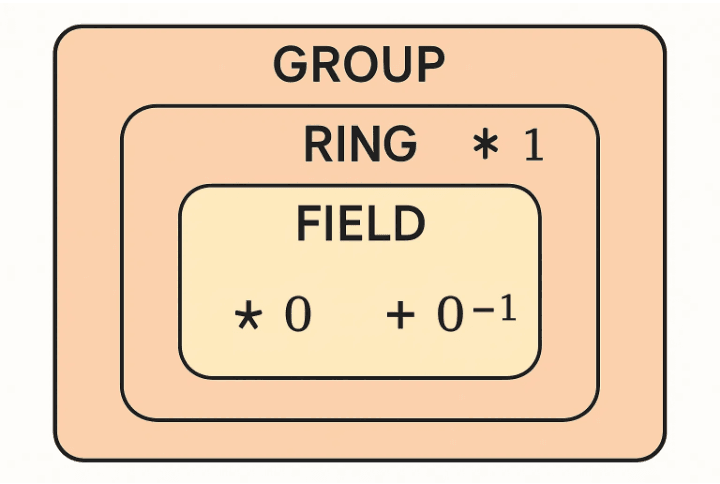 GROUP
RING * 1
FIELD
⋆ 0 + 0⁻¹